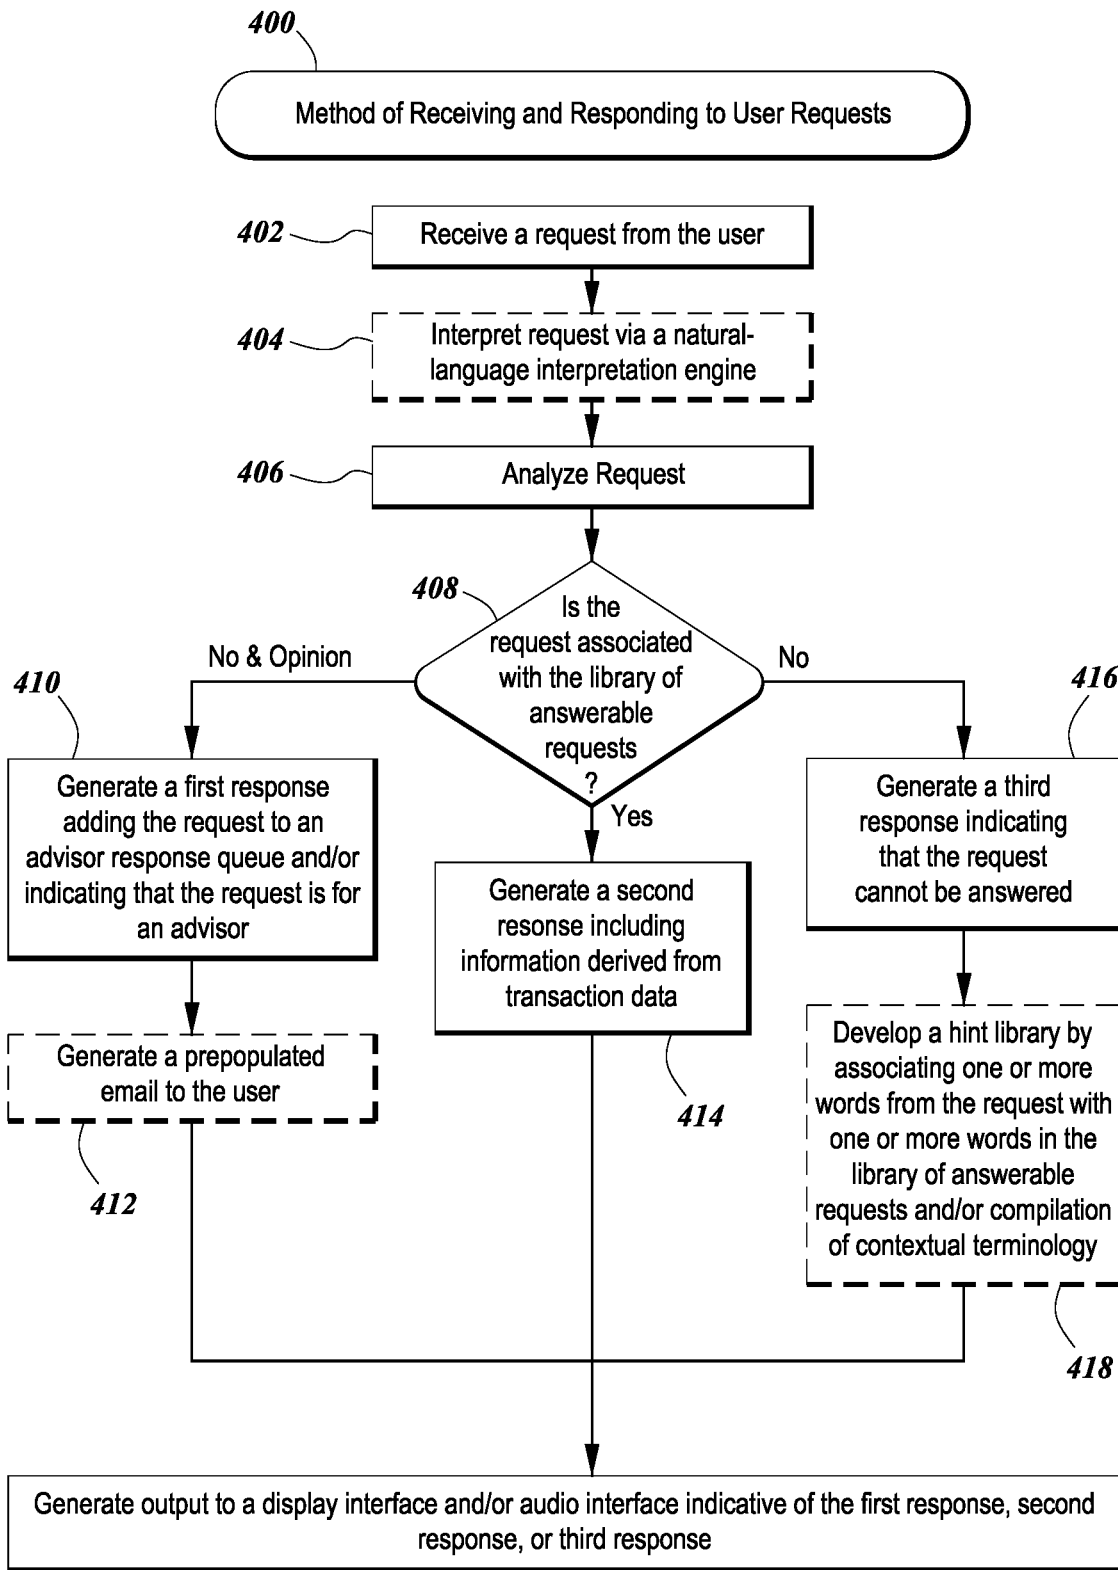 400
Method of Receiving and Responding to User Requests
402
Receive a request from the user
404
Interpret request via a natural-
language interpretation engine
406
Analyze Request
408
Is the
request associated
with the library of
answerable
requests
?
No & Opinion
No
Yes
410
Generate a first response
adding the request to an
advisor response queue and/or
indicating that the request is for
an advisor
Generate a prepopulated
email to the user
412
Generate a second
resonse including
information derived from
transaction data
414
416
Generate a third
response indicating
that the request
cannot be answered
Develop a hint library by
associating one or more
words from the request with
one or more words in the
library of answerable
requests and/or compilation
of contextual terminology
418
Generate output to a display interface and/or audio interface indicative of the first response, second
response, or third response